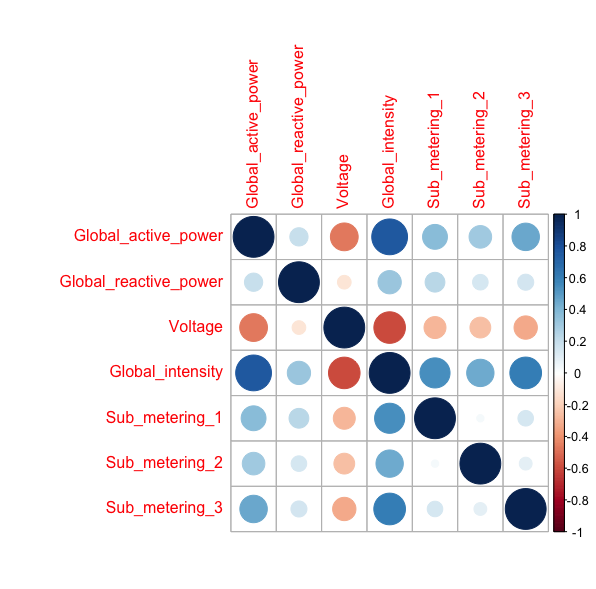 Global_active_power
Global_reactive_power
Voltage
Global_intensity
Sub_metering_1
Sub_metering_2
Sub_metering_3
Global_active_power
Global_reactive_power
Voltage
Global_intensity
Sub_metering_1
Sub_metering_2
Sub_metering_3
1
0.8
0.6
0.4
0.2
0
-0.2
-0.4
-0.6
-0.8
-1